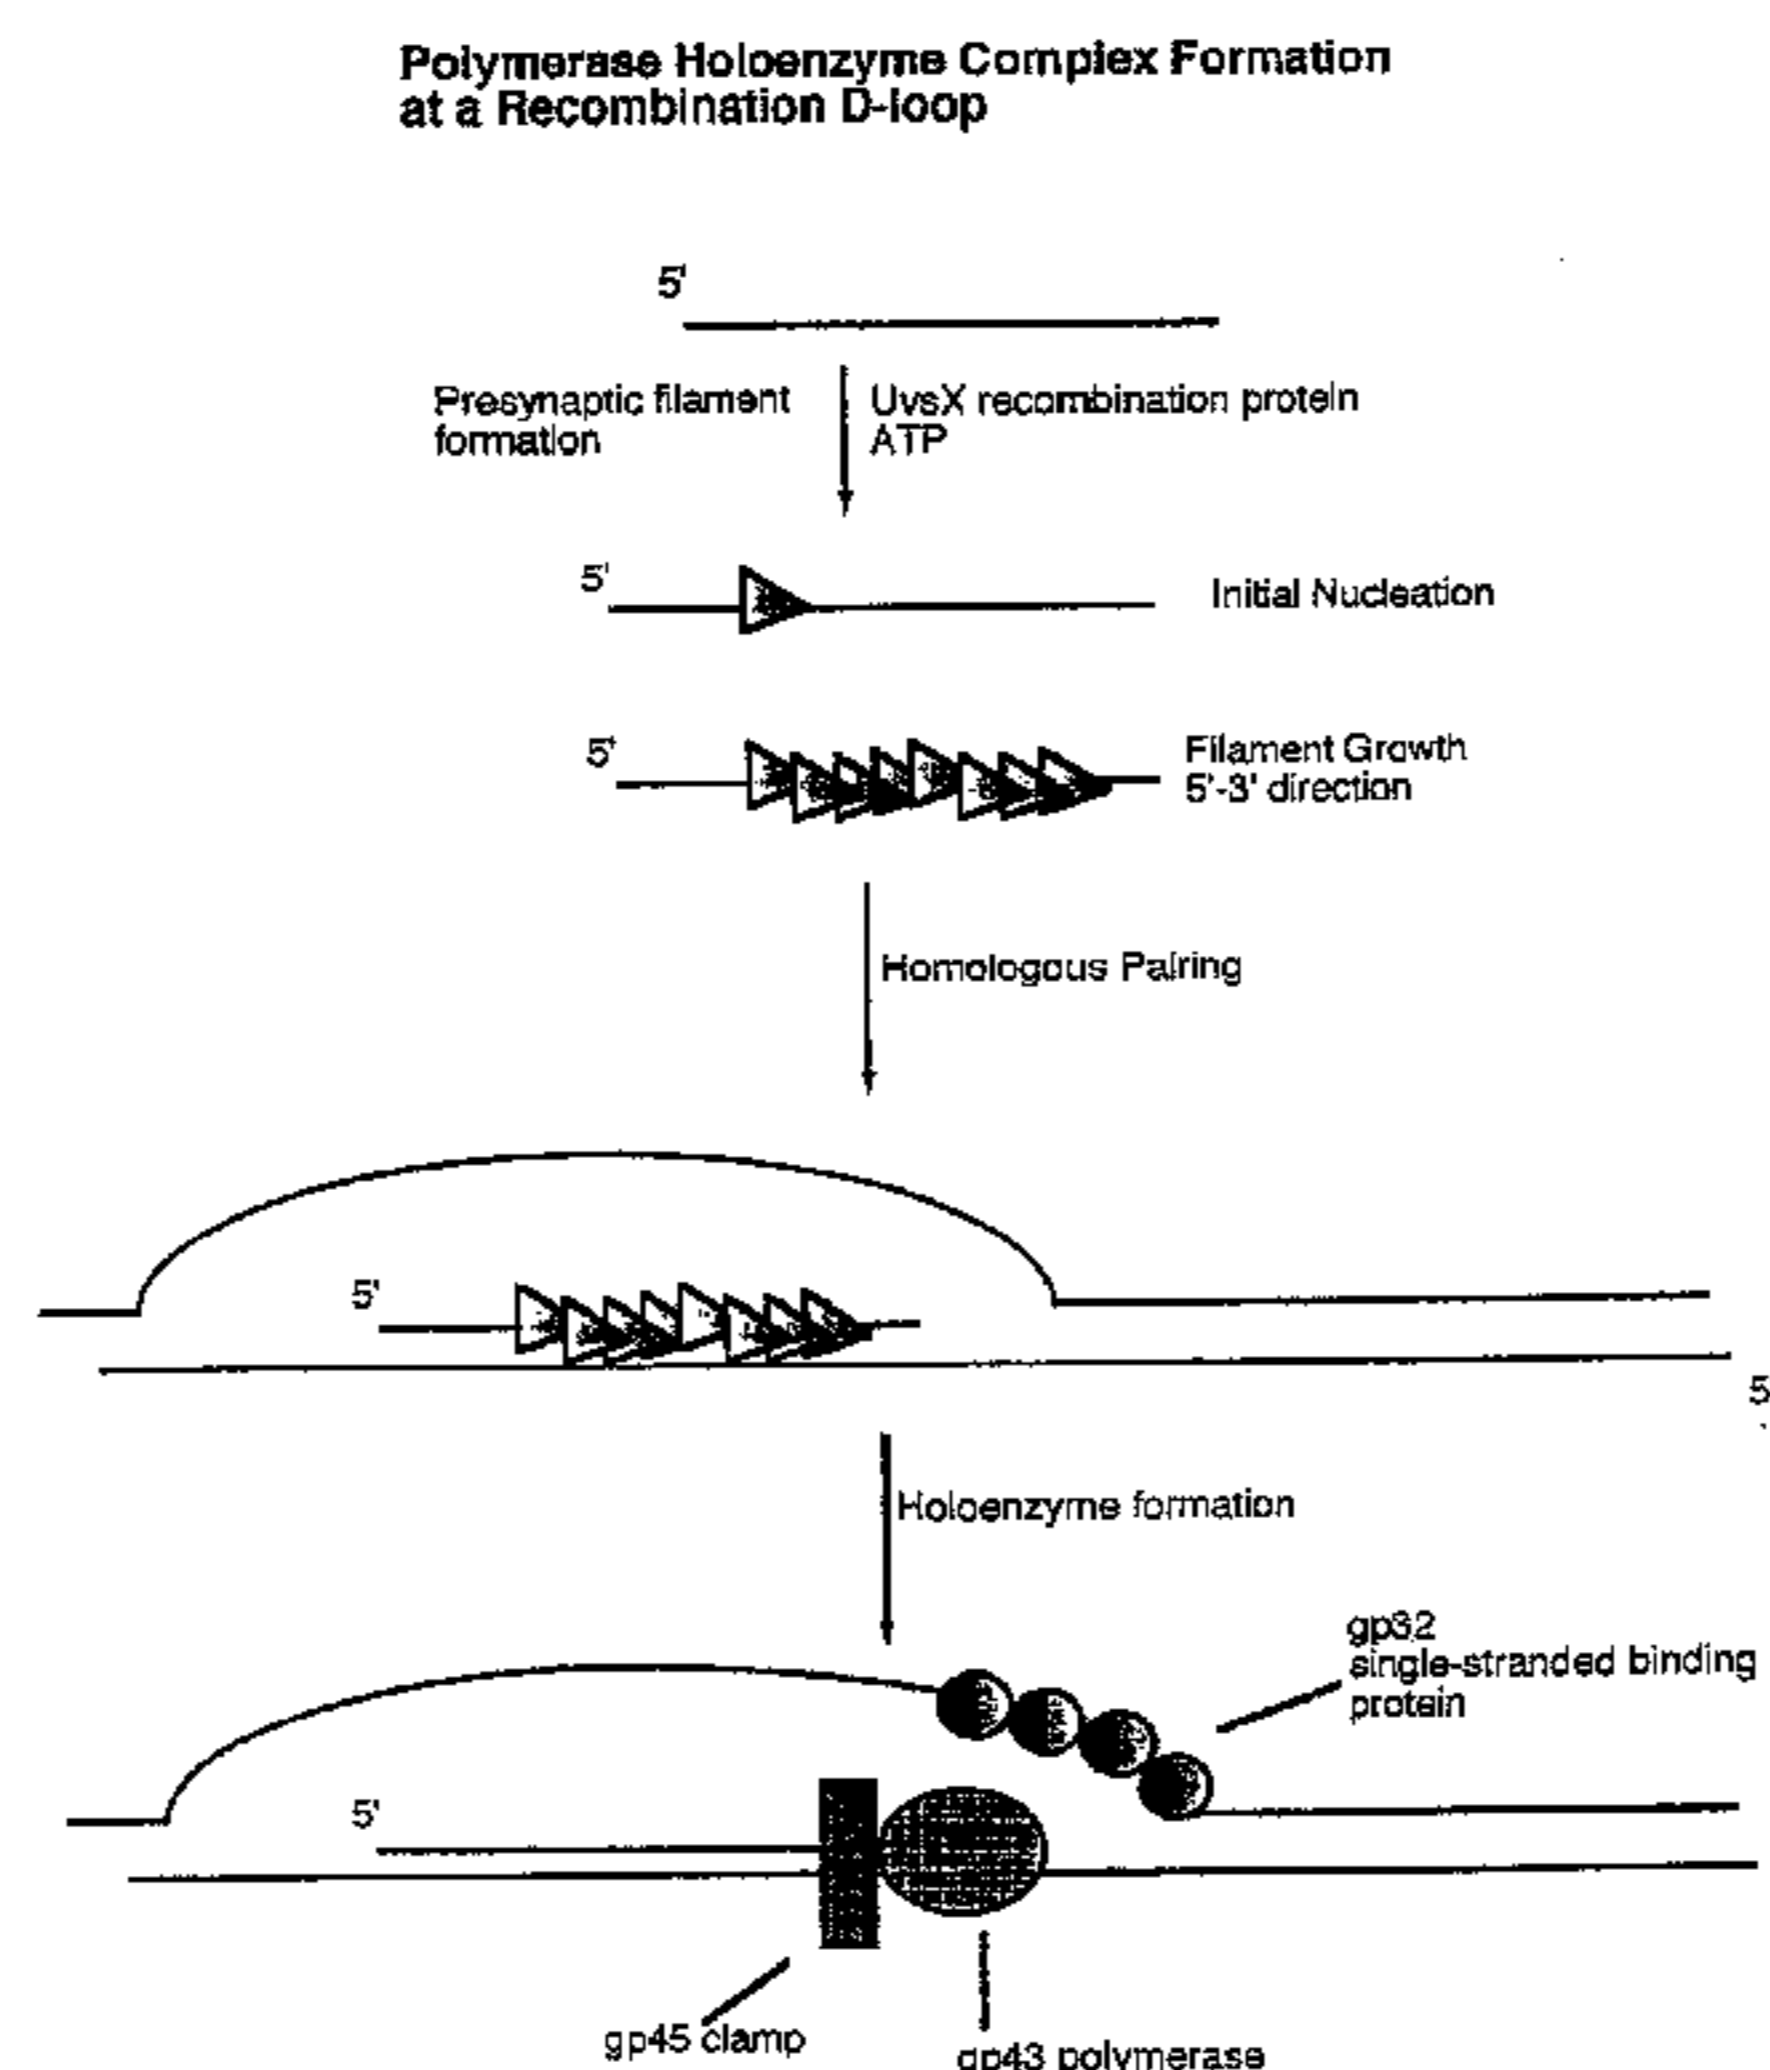 Polymerase Holoenzyme Complex Formation
at a Recombination D-loop
5'
Presynaptic filament
formation
UvsX recombination protein
ATP
5'
Initial Nucleation
5'
Filament Growth
5'-3' direction
Homologous Pairing
5'
5
Holoenzyme formation
gp32
single-stranded binding
protein
5'
gp45 clamp
gp43 polymerase